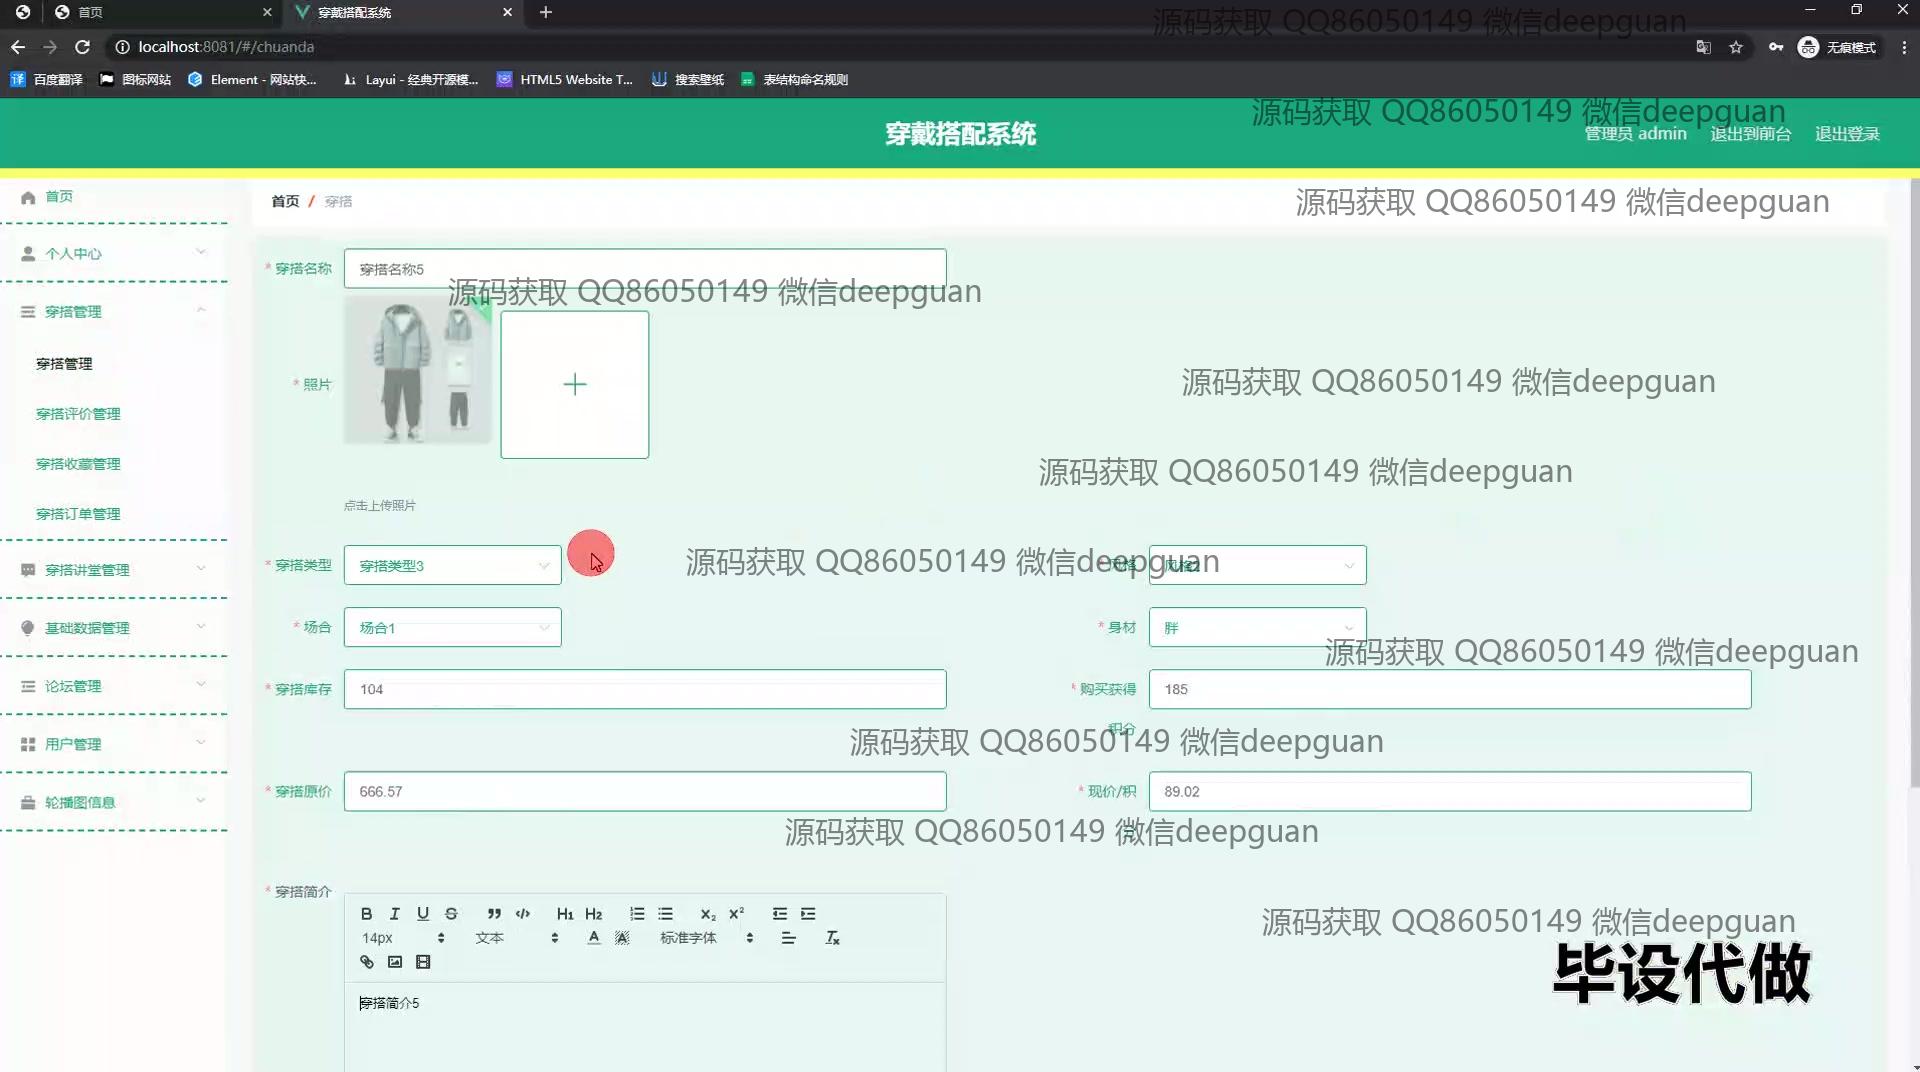 首页
穿戴搭配系统
源码获取 QQ86050149 微信deepguan
localhost:8081/#/chuanda
无痕模式
百度翻译
图标网站
Element - 网站快...
Layui - 经典开源模...
HTML5 Website T...
搜索壁纸
表结构命名规则
源码获取 QQ86050149 微信deepguan
穿戴搭配系统
管理员 admin
退出到前台
退出登录
首页
个人中心
穿搭管理
穿搭管理
穿搭评价管理
穿搭收藏管理
穿搭订单管理
穿搭讲堂管理
基础数据管理
论坛管理
用户管理
轮播图信息
首页 / 穿搭
源码获取 QQ86050149 微信deepguan
* 穿搭名称
穿搭名称5
源码获取 QQ86050149 微信deepguan
* 照片
源码获取 QQ86050149 微信deepguan
源码获取 QQ86050149 微信deepguan
点击上传照片
* 穿搭类型
穿搭类型3
源码获取 QQ86050149 微信deepguan
* 场合
场合1
* 身材
胖
源码获取 QQ86050149 微信deepguan
* 穿搭库存
104
* 购买获得
积分
185
源码获取 QQ86050149 微信deepguan
* 穿搭原价
666.57
* 现价/积
89.02
源码获取 QQ86050149 微信deepguan
* 穿搭简介
B I U S H1 H2 X2 X2
14px
文本
A
标准字体
源码获取 QQ86050149 微信deepguan
毕设代做
穿搭简介5